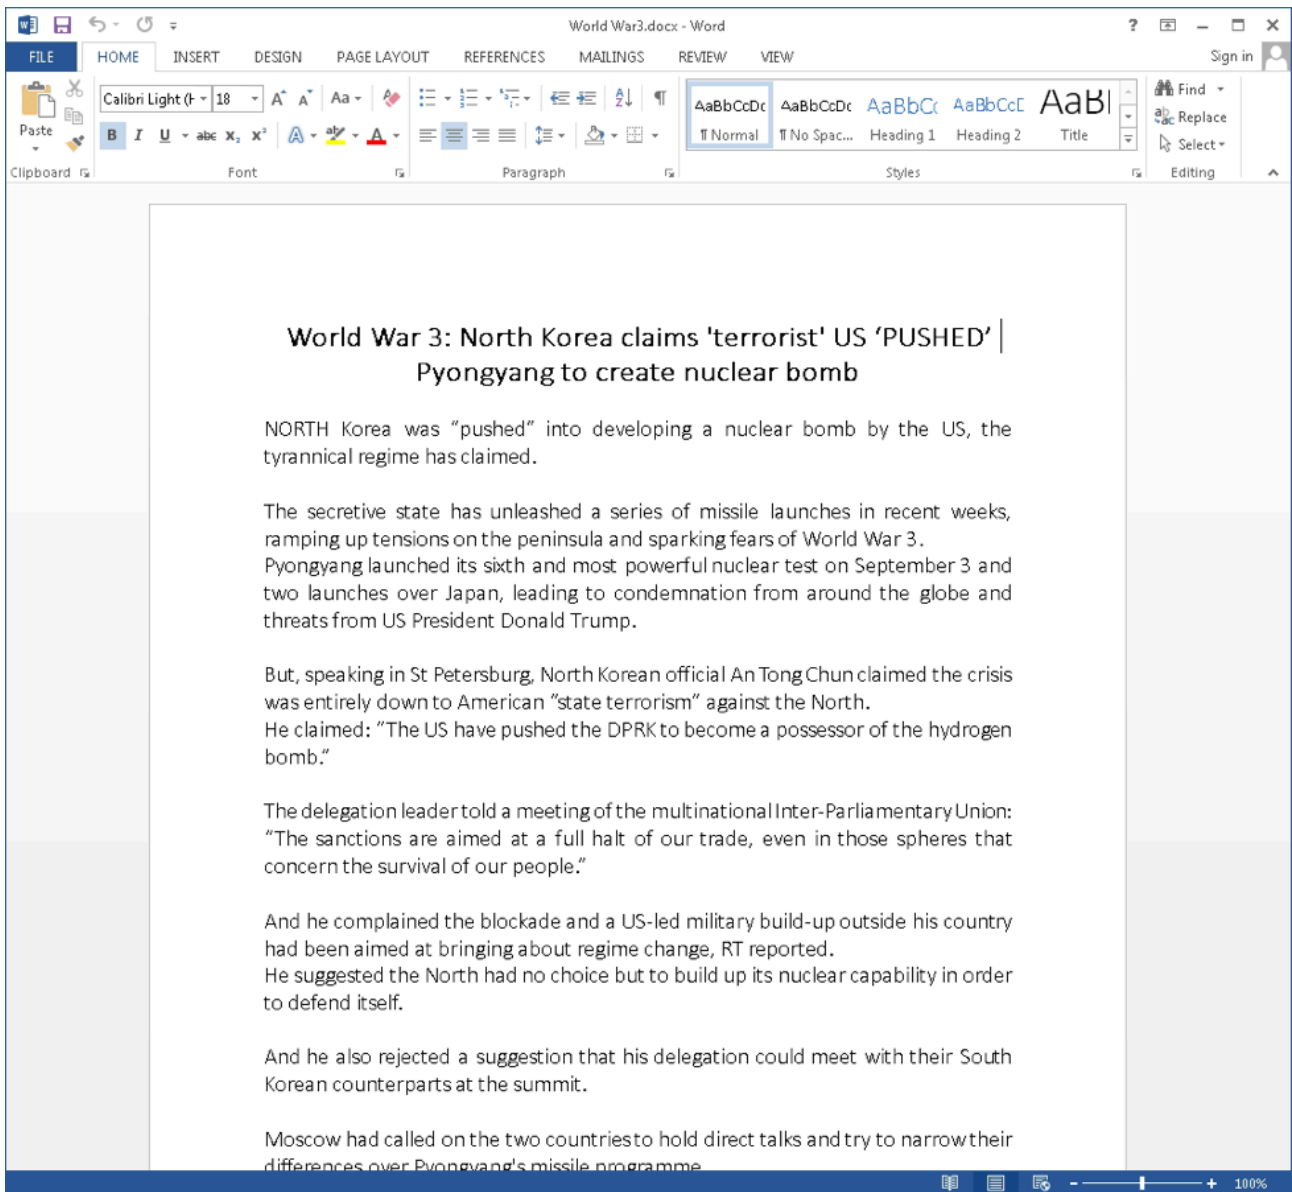 World War3.docx - Word
FILE HOME INSERT DESIGN PAGE LAYOUT REFERENCES MAILINGS REVIEW VIEW Sign in
Paste
Calibri Light (H 18
Aa
B I U abc X₂ X²
AaBbCcDc AaBbCcDc AaBbC( AaBbCcE AaB
¶ Normal ¶ No Spac... Heading 1 Heading 2 Title
Find
Replace
Select
Clipboard Font Paragraph Styles Editing
World War 3: North Korea claims 'terrorist' US ‘PUSHED’
Pyongyang to create nuclear bomb
NORTH Korea was “pushed” into developing a nuclear bomb by the US, the
tyrannical regime has claimed.
The secretive state has unleashed a series of missile launches in recent weeks,
ramping up tensions on the peninsula and sparking fears of World War 3.
Pyongyang launched its sixth and most powerful nuclear test on September 3 and
two launches over Japan, leading to condemnation from around the globe and
threats from US President Donald Trump.
But, speaking in St Petersburg, North Korean official An Tong Chun claimed the crisis
was entirely down to American “state terrorism” against the North.
He claimed: “The US have pushed the DPRK to become a possessor of the hydrogen
bomb.”
The delegation leader told a meeting of the multinational Inter-Parliamentary Union:
“The sanctions are aimed at a full halt of our trade, even in those spheres that
concern the survival of our people.”
And he complained the blockade and a US-led military build-up outside his country
had been aimed at bringing about regime change, RT reported.
He suggested the North had no choice but to build up its nuclear capability in order
to defend itself.
And he also rejected a suggestion that his delegation could meet with their South
Korean counterparts at the summit.
Moscow had called on the two countries to hold direct talks and try to narrow their
differences over Pyongyang's missile programme
100%